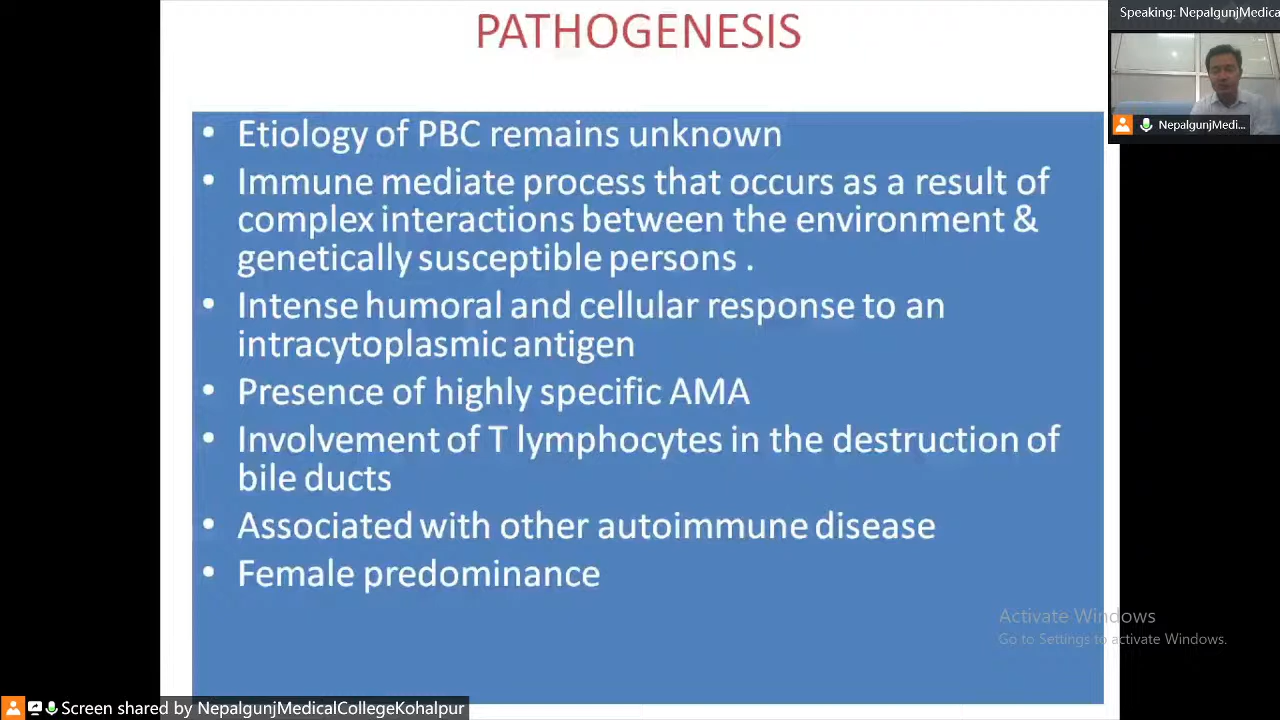 PATHOGENESIS
Speaking: NepalgunjMedica
NepalgunjMedi...
• Etiology of PBC remains unknown
• Immune mediate process that occurs as a result of
complex interactions between the environment &
genetically susceptible persons .
• Intense humoral and cellular response to an
intracytoplasmic antigen
• Presence of highly specific AMA
• Involvement of T lymphocytes in the destruction of
bile ducts
• Associated with other autoimmune disease
• Female predominance
Activate Windows
Go to Settings to activate Windows.
Screen shared by NepalgunjMedicalCollegeKohalpur